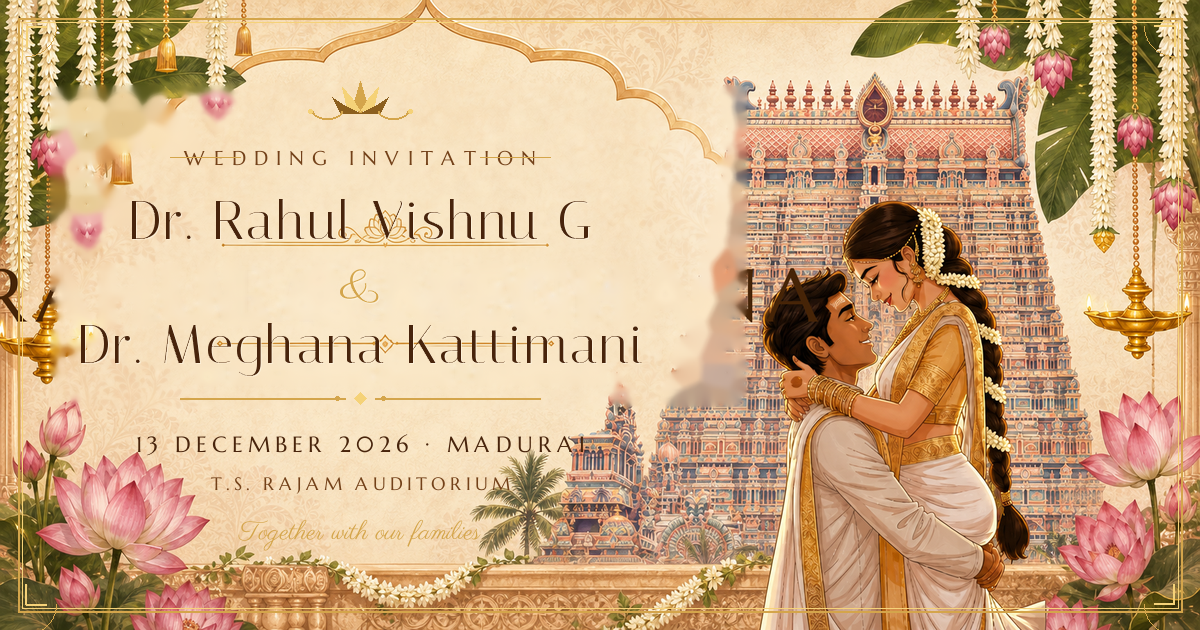 WEDDING INVITATION
Dr. Rahul Vishnu G
&
Dr. Meghana Kattimani
13 DECEMBER 2026 · MADURAI
T.S. RAJAM AUDITORIUM
Together with our families